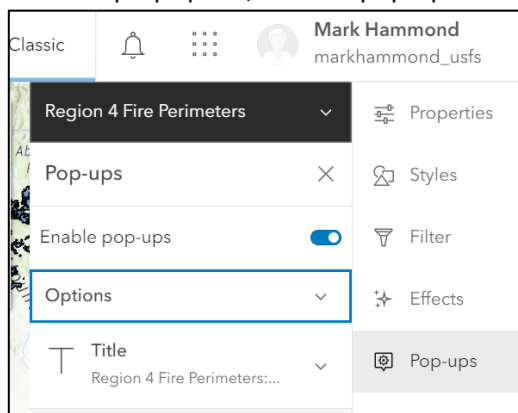 Classic
Mark Hammond
markhammond_usfs
Region 4 Fire Perimeters
Properties
Pop-ups
Styles
Enable pop-ups
Filter
Options
Effects
Title
Region 4 Fire Perimeters:...
Pop-ups